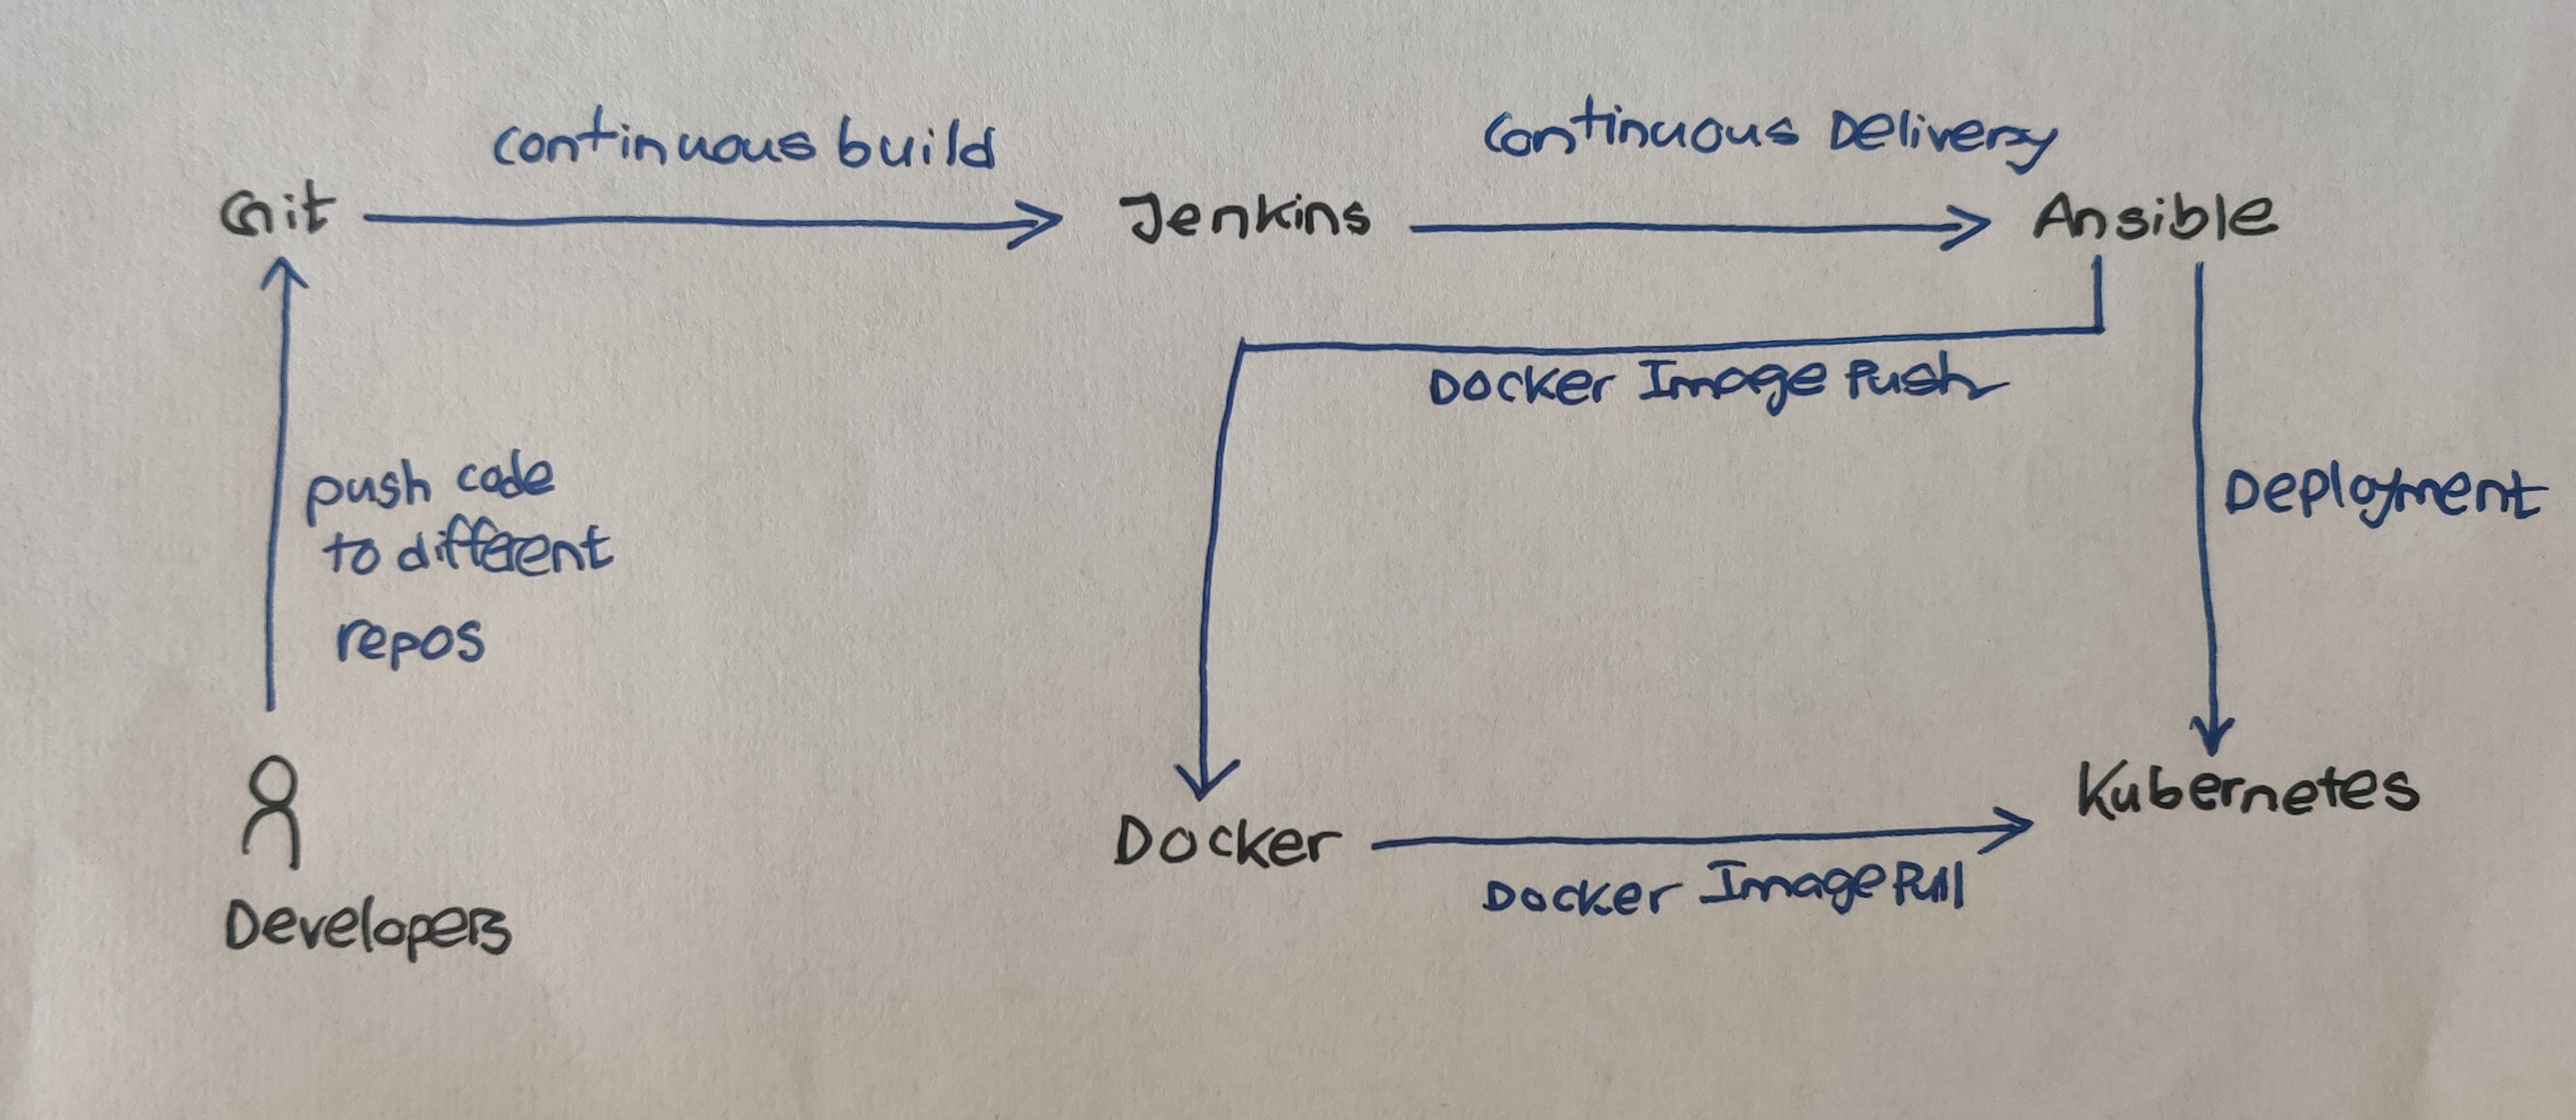 continuous build
Continuous Delivery
Git
Jenkins
Ansible
Docker Image Push
push code
to different
repos
Deployment
Kubernetes
Docker
Docker Image Pull
Developers